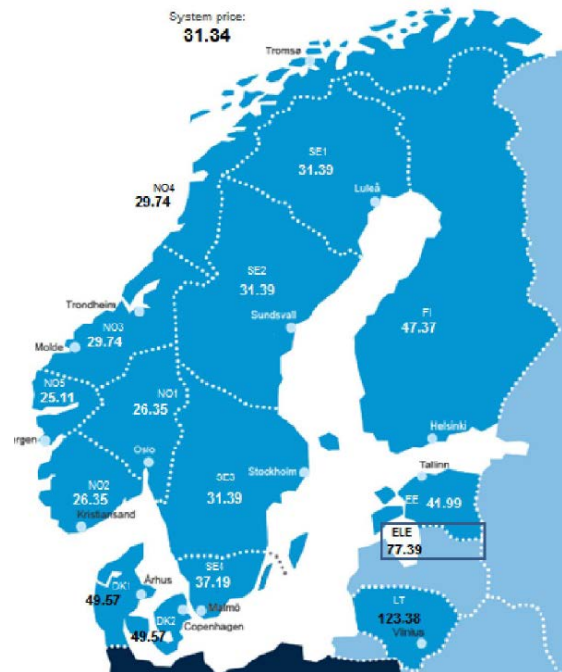 System price:
31.34
Tromsø
SE1
31.39
NO4
29.74
Luleå
SE2
31.39
Trondheim
Sundsvall
FI
47.37
NO3
29.74
Molde
NO5
25.11
NO1
26.35
rgen
Oslo
Helsinki
Tallinn
SE3
31.39
Stockholm
NO2
26.35
EE
41.99
Kristiansand
ELE
77.39
SE4
37.19
DK1
Århus
49.57
LT
123.38
Malmö
DK2
49.57
Copenhagen
Vilnius